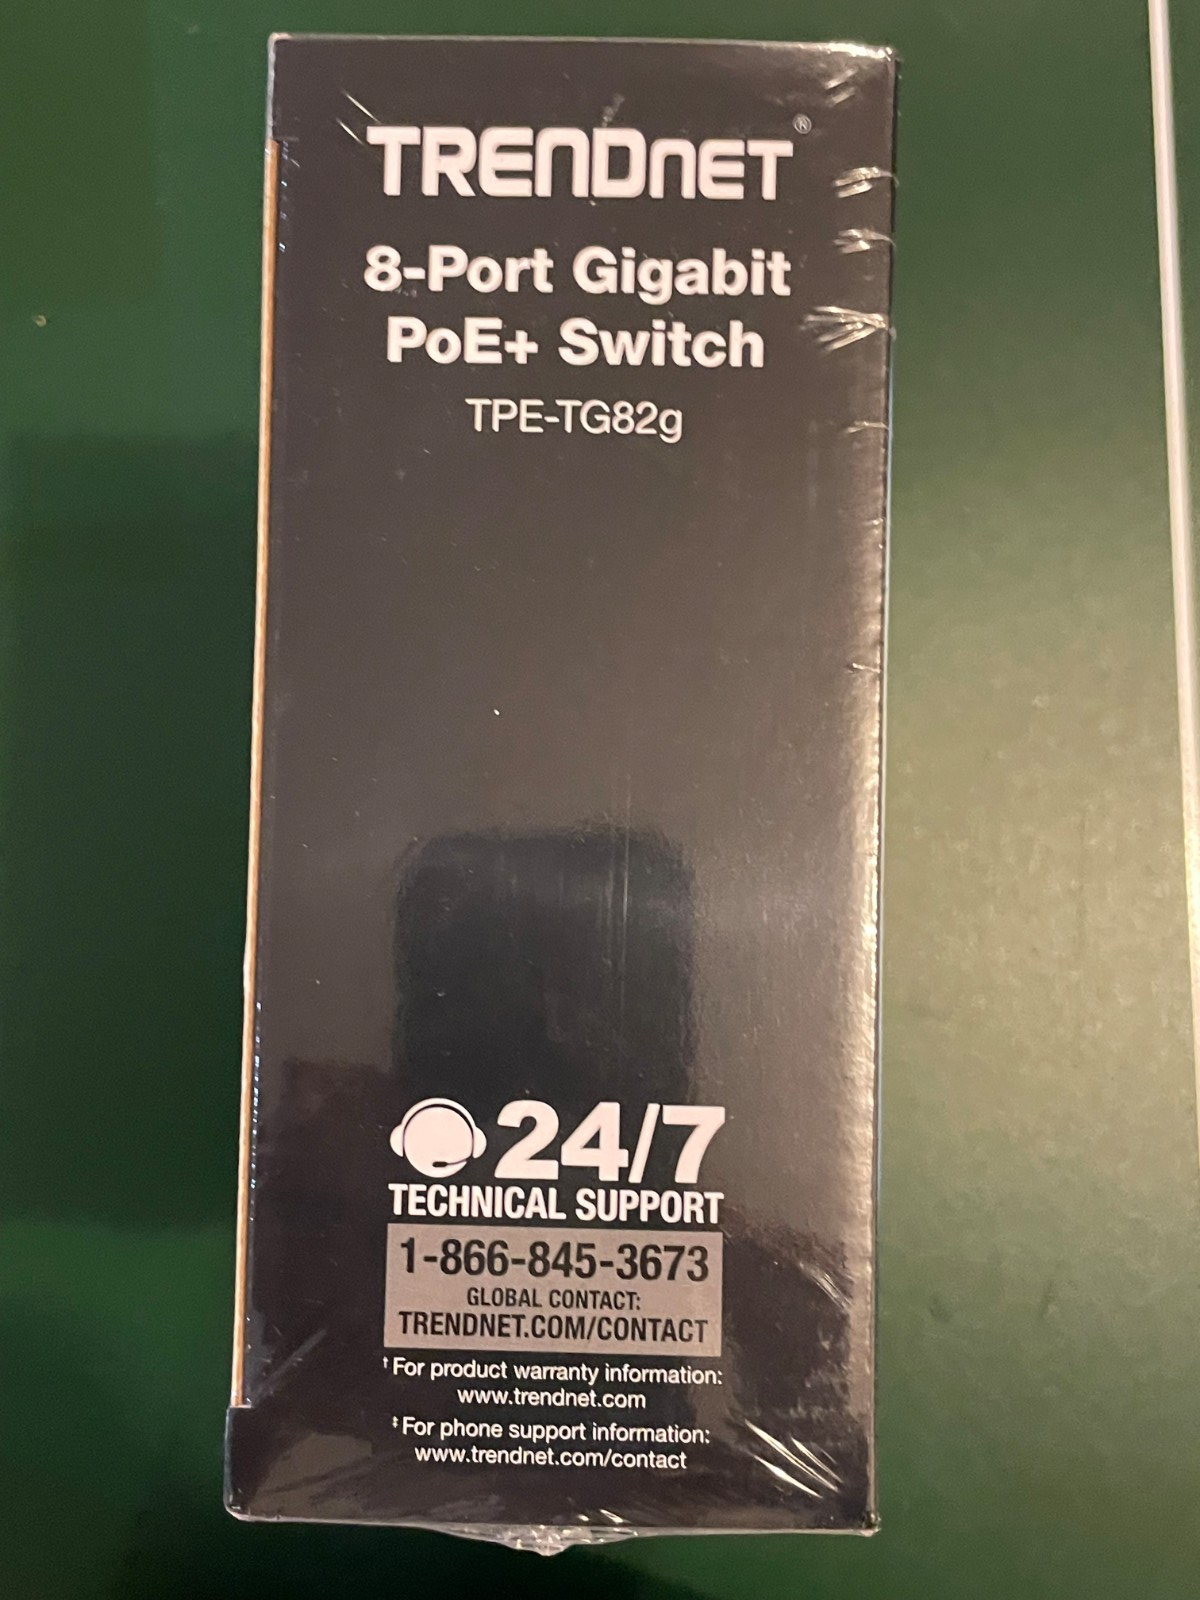 TRENDNET®
8-Port Gigabit
PoE+ Switch
TPE-TG82g
24/7
TECHNICAL SUPPORT
1-866-845-3673
GLOBAL CONTACT:
TRENDNET.COM/CONTACT
† For product warranty information:
www.trendnet.com
‡ For phone support information:
www.trendnet.com/contact